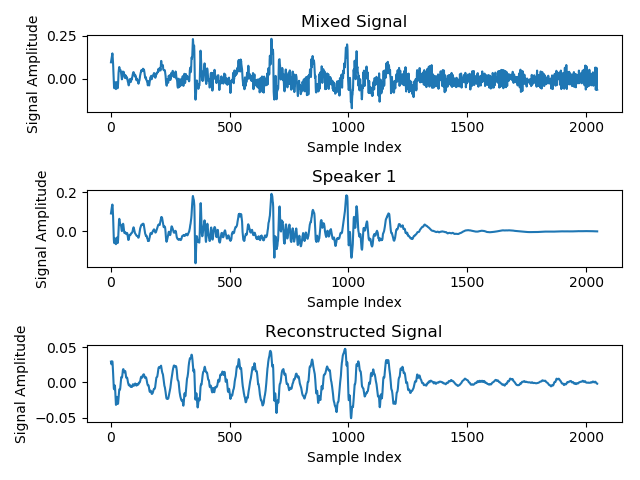 Mixed Signal
Signal Amplitude
0.25
0.00
0
500
1000
1500
2000
Sample Index
Speaker 1
Signal Amplitude
0.2
0.0
0
500
1000
1500
2000
Sample Index
Reconstructed Signal
Signal Amplitude
0.05
0.00
−0.05
0
500
1000
1500
2000
Sample Index